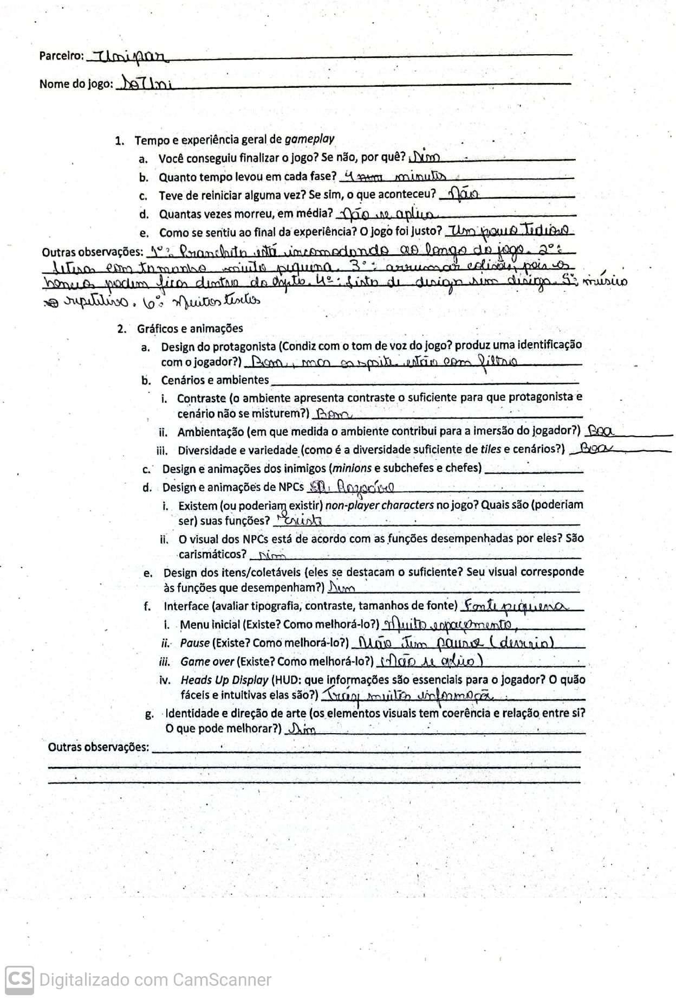 Parceiro: Unipar
Nome do jogo: DoUni
1. Tempo e experiência geral de gameplay
a. Você conseguiu finalizar o jogo? Se não, por quê? Sim
b. Quanto tempo levou em cada fase? 4 minutos
c. Teve de reiniciar alguma vez? Se sim, o que aconteceu? Não
d. Quantas vezes morreu, em média? Não se aplica
e. Como se sentiu ao final da experiência? O jogo foi justo? Um pouco Tedioso
Outras observações: 1º: Prancheta está incomodando ao longo do jogo. 2º:
letras com tamanho muito pequena. 3º: arrumar colisão, pois os
bonecos podem ficar dentro do objeto. 4º: Lista de design sem design. 5º: música
repetitiva. 6º: Muitos textos
2. Gráficos e animações
a. Design do protagonista (Condiz com o tom de voz do jogo? produz uma identificação
com o jogador?) Bom, mas as sprite estão com filtro
b. Cenários e ambientes
i. Contraste (o ambiente apresenta contraste o suficiente para que protagonista e
cenário não se misturem?) Bom
ii. Ambientação (em que medida o ambiente contribui para a imersão do jogador?) Boa
iii. Diversidade e variedade (como é a diversidade suficiente de tiles e cenários?) Boa
c. Design e animações dos inimigos (minions e subchefes e chefes)
d. Design e animações de NPCs Razoável
i. Existem (ou poderiam existir) non-player characters no jogo? Quais são (poderiam
ser) suas funções? Existe
ii. O visual dos NPCs está de acordo com as funções desempenhadas por eles? São
carismáticos? Sim
e. Design dos itens/coletáveis (eles se destacam o suficiente? Seu visual corresponde
às funções que desempenham?) Sim
f. Interface (avaliar tipografia, contraste, tamanhos de fonte) Fonte pequena
i. Menu inicial (Existe? Como melhorá-lo?) Muito espaçamento,
ii. Pause (Existe? Como melhorá-lo?) Não tem pause (deveria)
iii. Game over (Existe? Como melhorá-lo?) (Não se aplica)
iv. Heads Up Display (HUD: que informações são essenciais para o jogador? O quão
fáceis e intuitivas elas são?) Traz muita informaçã
g. Identidade e direção de arte (os elementos visuais tem coerência e relação entre si?
O que pode melhorar?) Sim
Outras observações:
CS Digitalizado com CamScanner